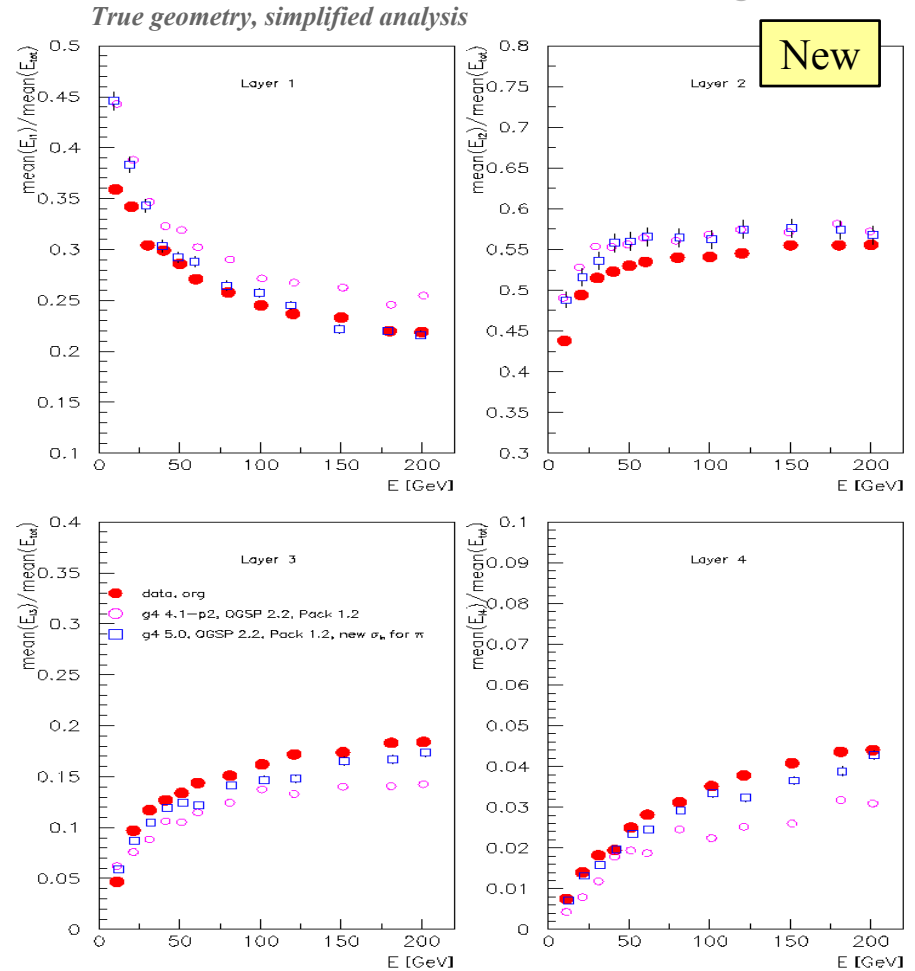 True geometry, simplified analysis
New
0.5
0.45
0.4
0.35
0.3
0.25
0.2
0.15
0.1
mean(E_l1)/mean(E_tot)
Layer 1
0 50 100 150 200
E [GeV]
0.8
0.75
0.7
0.65
0.6
0.55
0.5
0.45
0.4
0.35
0.3
mean(E_l2)/mean(E_tot)
Layer 2
0 50 100 150 200
E [GeV]
0.4
0.35
0.3
0.25
0.2
0.15
0.1
0.05
0
mean(E_l3)/mean(E_tot)
Layer 3
data, org
g4 4.1-p2, QGSP 2.2, Pack 1.2
g4 5.0, QGSP 2.2, Pack 1.2, new σ_h for π
0 50 100 150 200
E [GeV]
0.1
0.09
0.08
0.07
0.06
0.05
0.04
0.03
0.02
0.01
0
mean(E_l4)/mean(E_tot)
Layer 4
0 50 100 150 200
E [GeV]